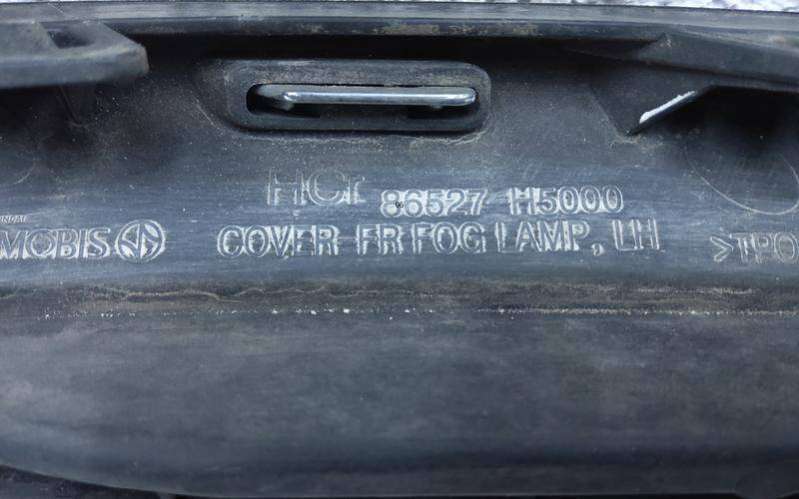 HCr 86527 H5000
MOBIS COVER FR FOG LAMP, LH >TPO